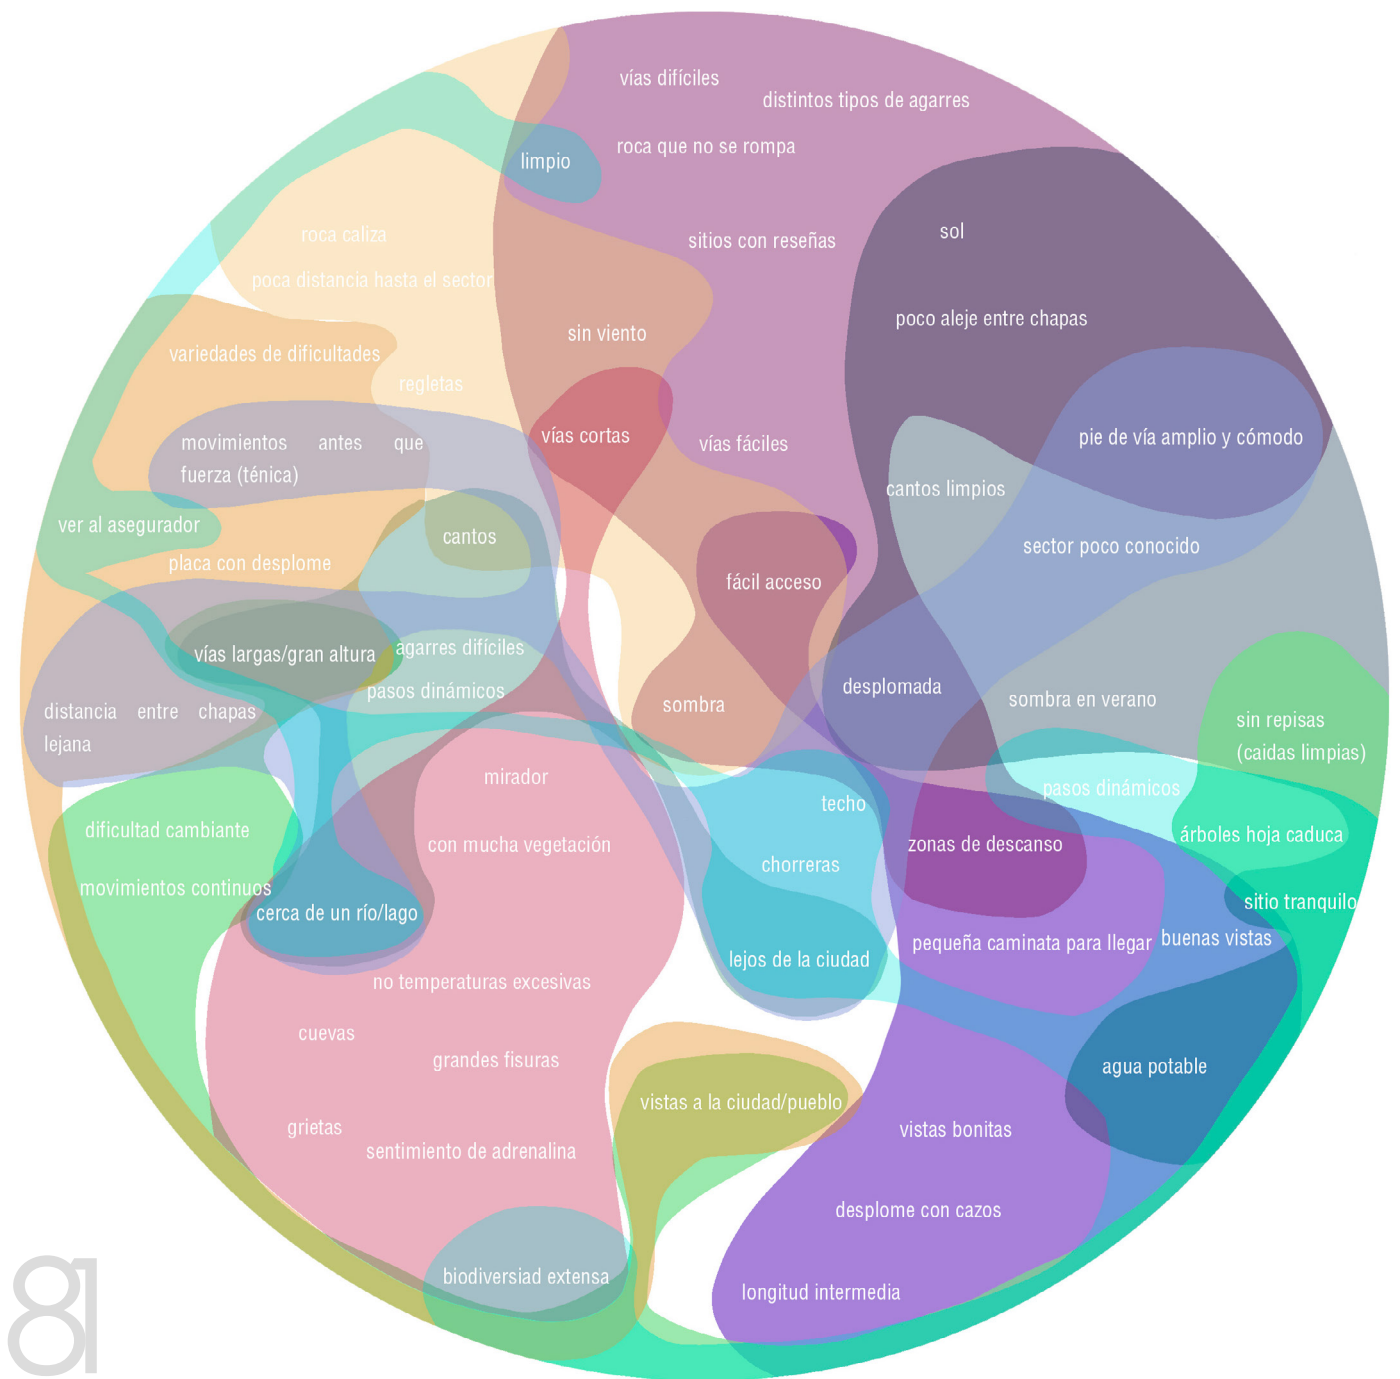 vías difíciles
distintos tipos de agarres
roca que no se rompa
limpio
roca caliza
sitios con reseñas
sol
poca distancia hasta el sector
sin viento
poco aleje entre chapas
variedades de dificultades
regletas
vías cortas
vías fáciles
pie de vía amplio y cómodo
movimientos antes que
fuerza (ténica)
cantos limpios
ver al asegurador
cantos
sector poco conocido
placa con desplome
fácil acceso
vías largas/gran altura
agarres difíciles
pasos dinámicos
desplomada
sombra
sombra en verano
distancia entre chapas
lejana
sin repisas
(caidas limpias)
mirador
pasos dinámicos
techo
dificultad cambiante
con mucha vegetación
zonas de descanso
árboles hoja caduca
chorreras
movimientos continuos
cerca de un río/lago
sitio tranquilo
pequeña caminata para llegar
buenas vistas
lejos de la ciudad
no temperaturas excesivas
cuevas
grandes fisuras
agua potable
vistas a la ciudad/pueblo
grietas
vistas bonitas
sentimiento de adrenalina
desplome con cazos
biodiversiad extensa
longitud intermedia